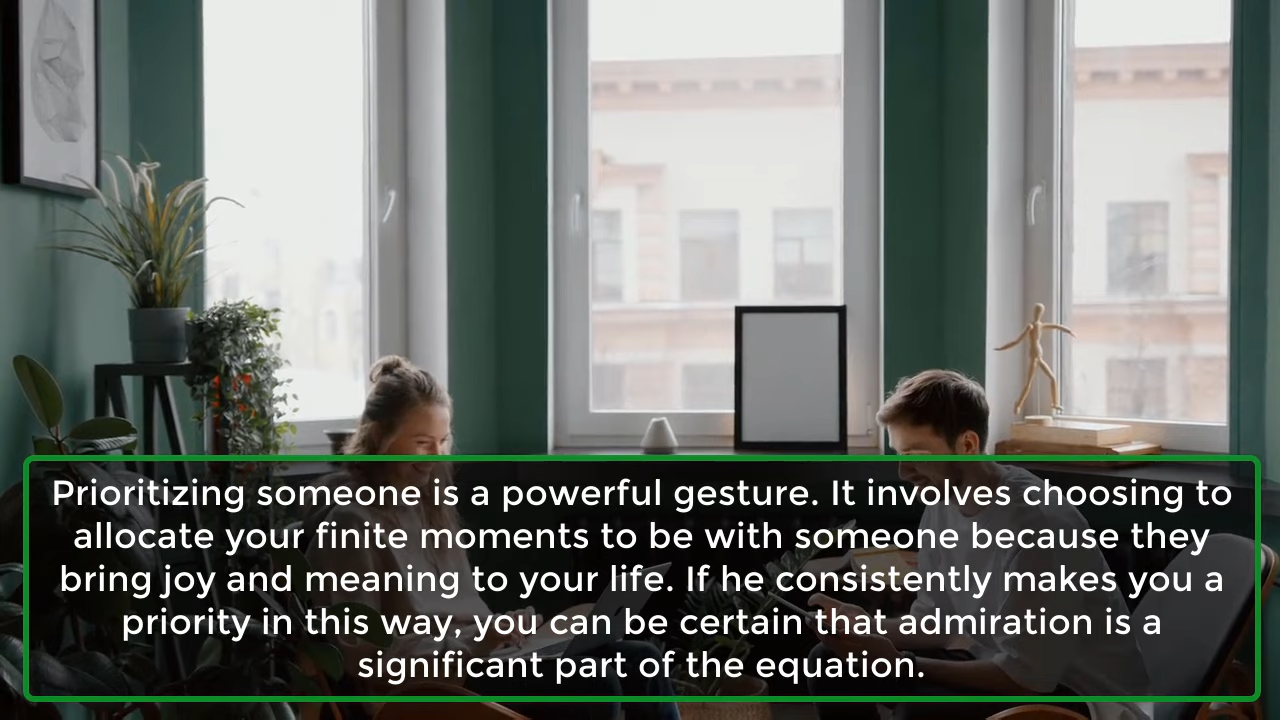 Prioritizing someone is a powerful gesture. It involves choosing to
allocate your finite moments to be with someone because they
bring joy and meaning to your life. If he consistently makes you a
priority in this way, you can be certain that admiration is a
significant part of the equation.